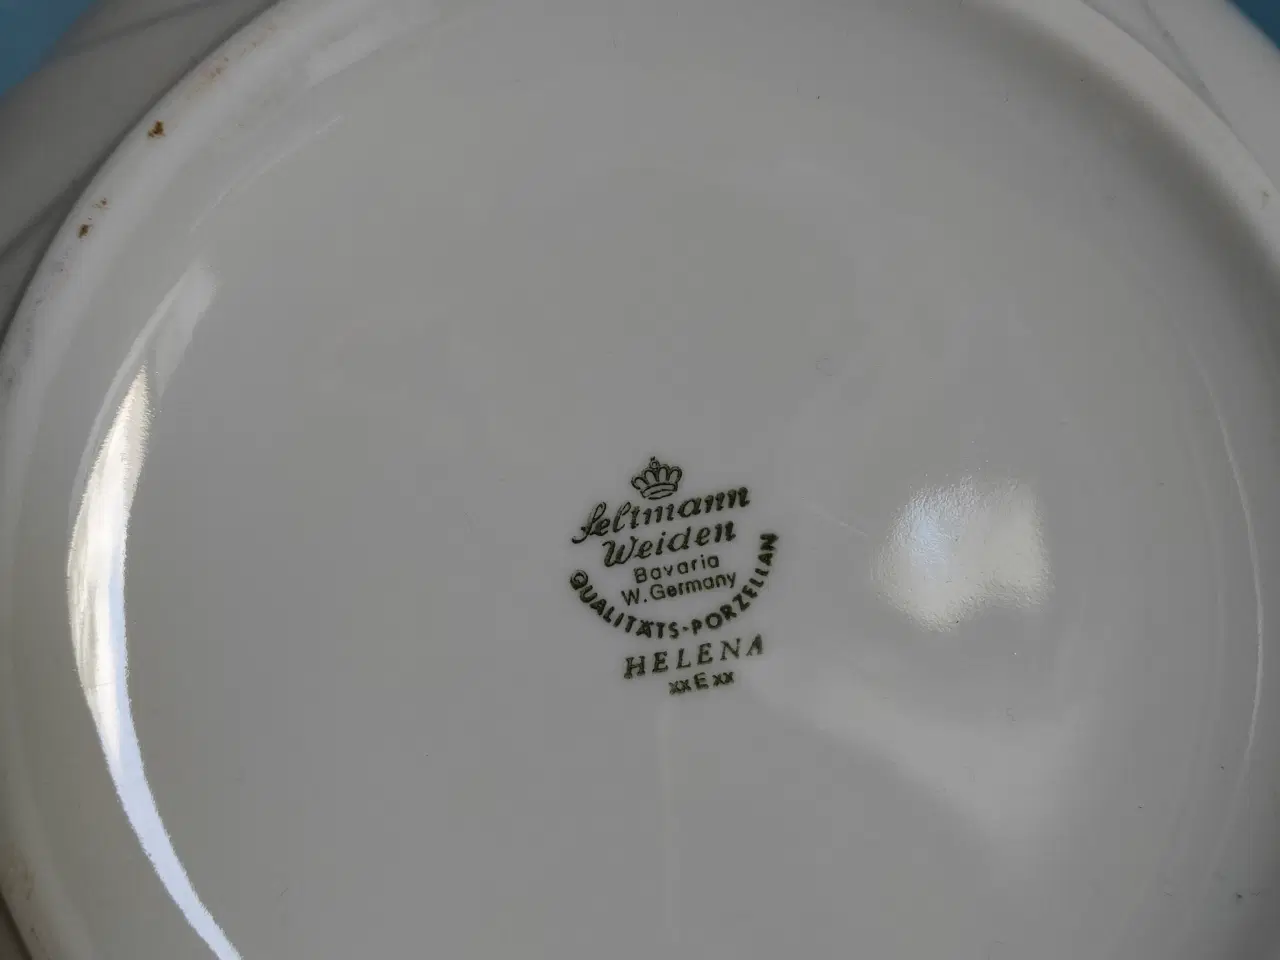 Seltmann
Weiden
Bavaria
W. Germany
QUALITÄTS-PORZELLAN
HELENA
xx E xx